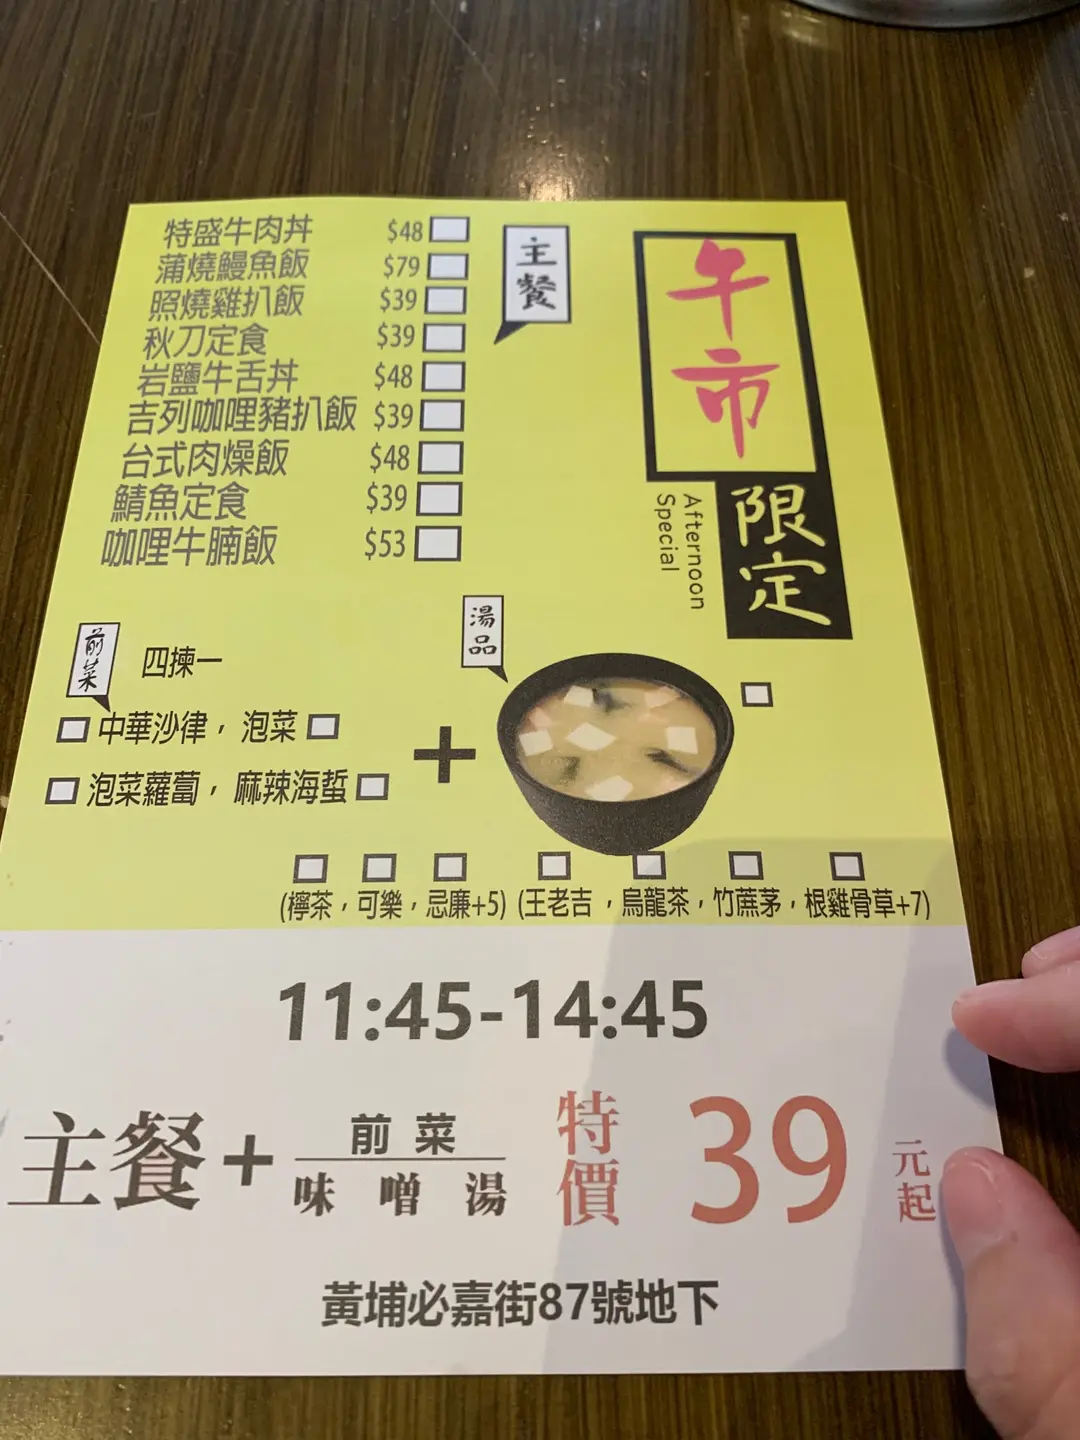 午市
限定
Afternoon
Special
主餐
特盛牛肉丼 $48
蒲燒鰻魚飯 $79
照燒雞扒飯 $39
秋刀定食 $39
岩鹽牛舌丼 $48
吉列咖哩豬扒飯 $39
台式肉燥飯 $48
鯖魚定食 $39
咖哩牛腩飯 $53
前菜
四揀一
中華沙律，泡菜
泡菜蘿蔔，麻辣海蜇
+
湯品
(檸茶，可樂，忌廉+5) (王老吉，烏龍茶，竹蔗茅，根雞骨草+7)
11:45-14:45
主餐+
前菜
味噌湯
特價 39 元起
黃埔必嘉街87號地下